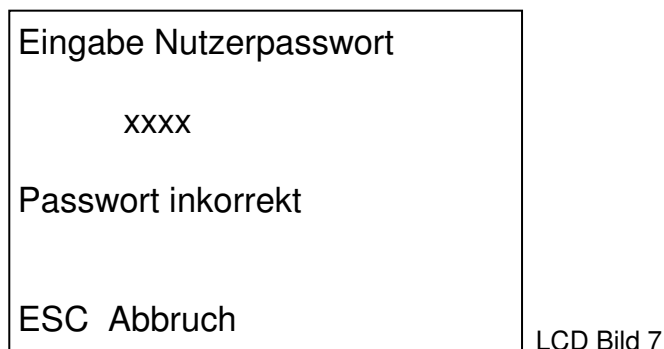 Eingabe Nutzerpasswort
xxxx
Passwort inkorrekt
ESC Abbruch
LCD Bild 7